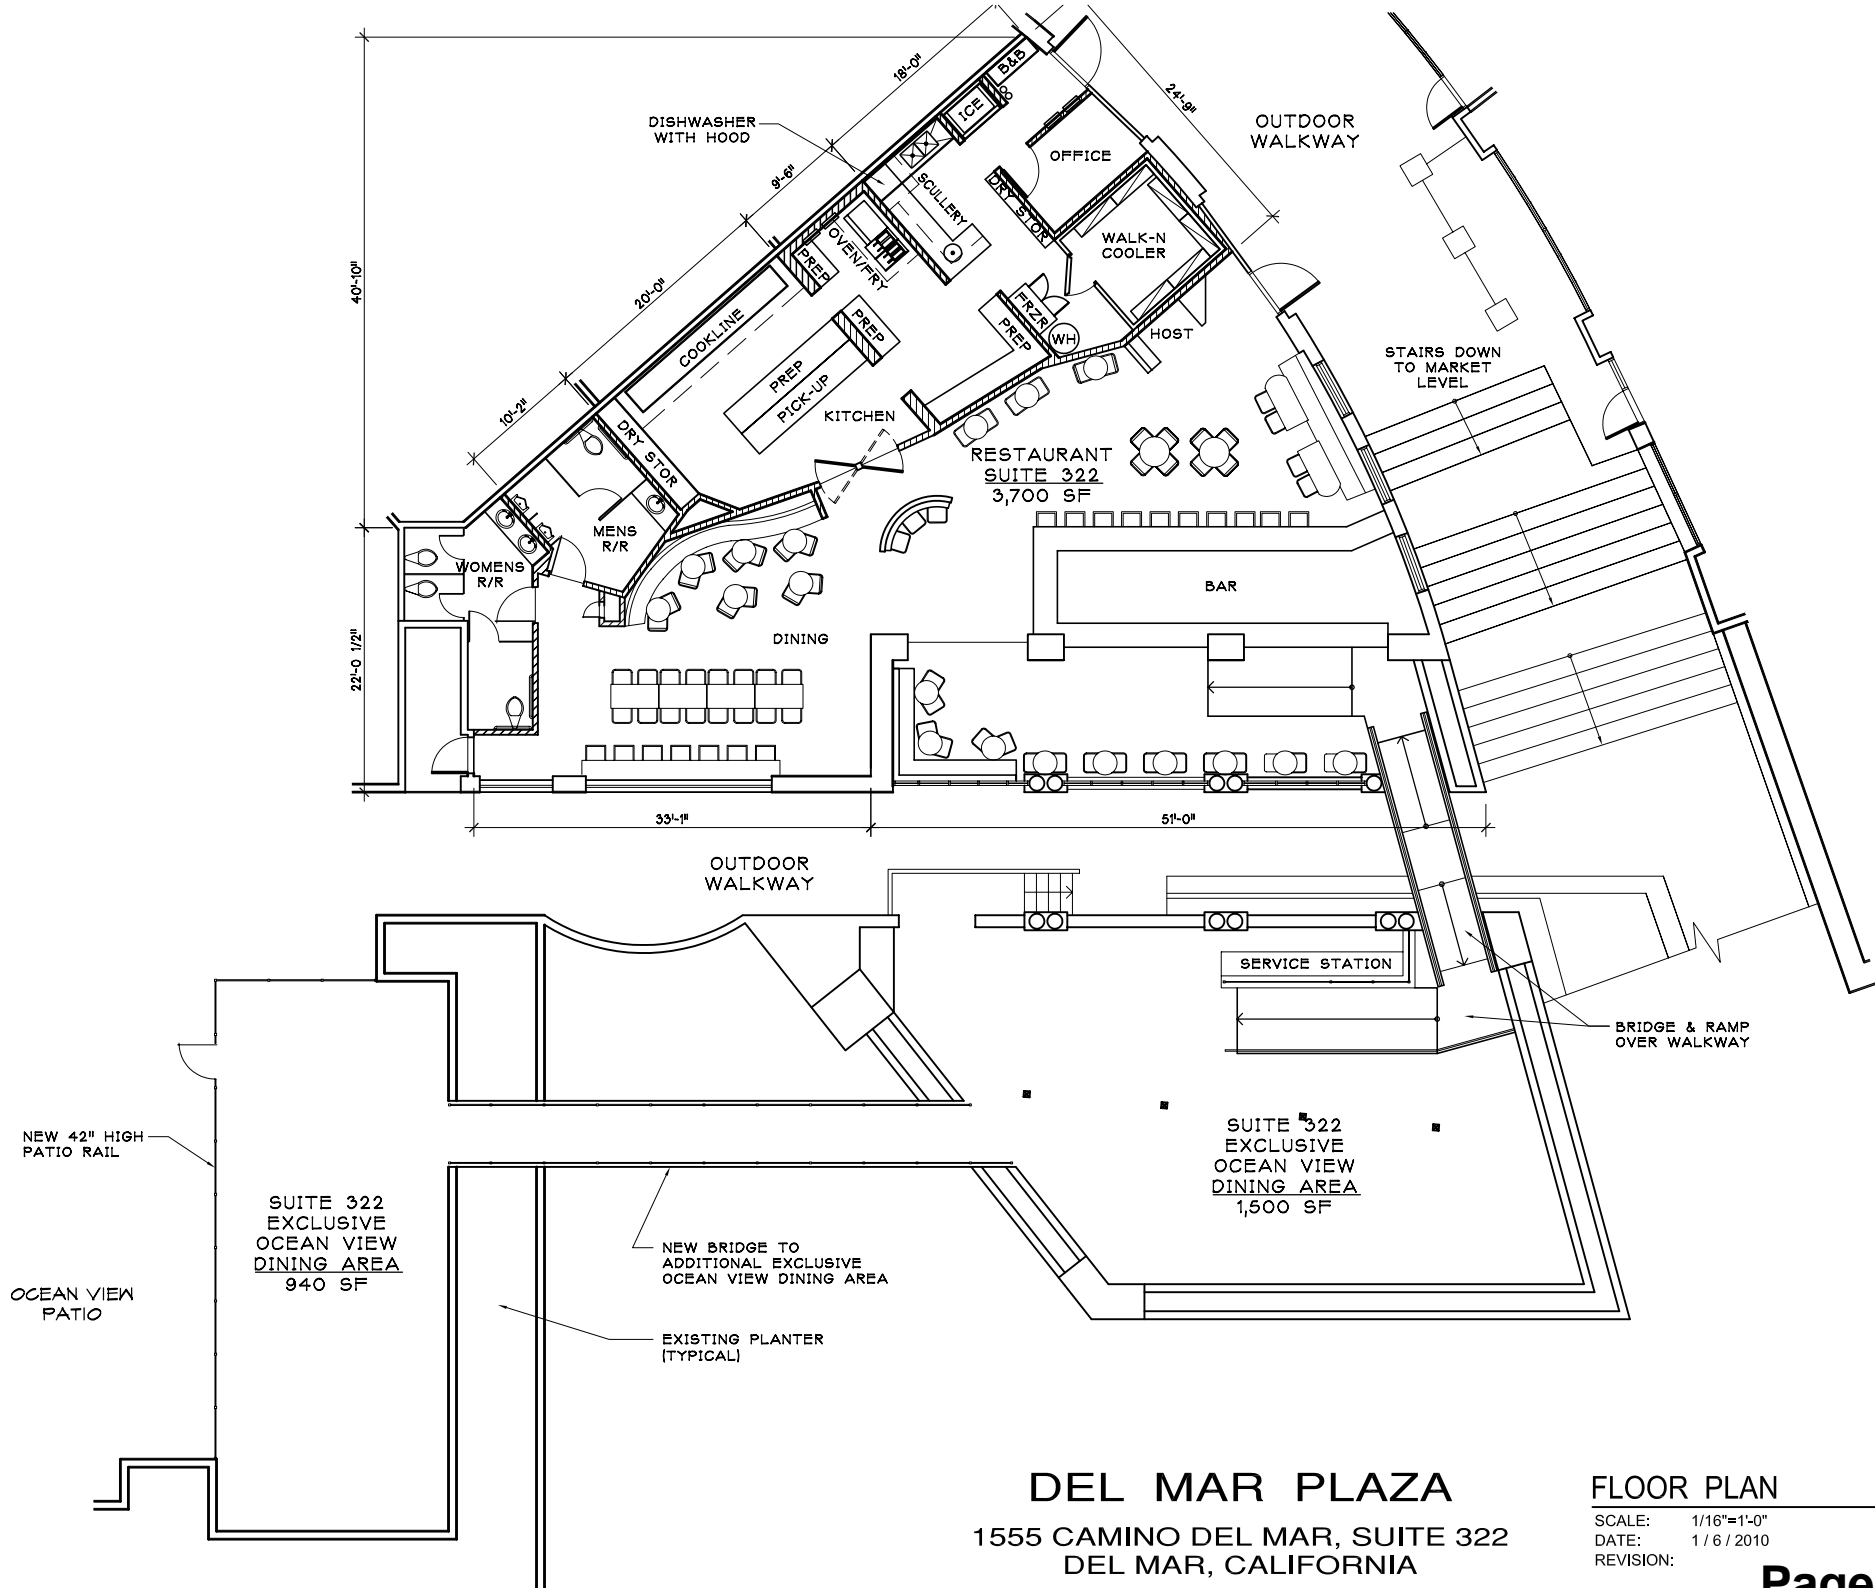 18'-0"
B&B
ICE
24'-9"
OUTDOOR
WALKWAY
DISHWASHER
WITH HOOD
OFFICE
9'-6"
SCULLERY
DRY STOR
WALK-N
COOLER
OVEN/FRY
PREP
40'-10"
20'-0"
FRZR
PREP
PREP
WH
HOST
COOKLINE
PREP
PICK-UP
STAIRS DOWN
TO MARKET
LEVEL
10'-2"
KITCHEN
DRY STOR
RESTAURANT
SUITE 322
3,700 SF
MENS
R/R
WOMENS
R/R
BAR
DINING
22'-0 1/2"
33'-1"
51'-0"
OUTDOOR
WALKWAY
SERVICE STATION
BRIDGE & RAMP
OVER WALKWAY
NEW 42" HIGH
PATIO RAIL
SUITE 322
EXCLUSIVE
OCEAN VIEW
DINING AREA
1,500 SF
SUITE 322
EXCLUSIVE
OCEAN VIEW
DINING AREA
940 SF
NEW BRIDGE TO
ADDITIONAL EXCLUSIVE
OCEAN VIEW DINING AREA
OCEAN VIEW
PATIO
EXISTING PLANTER
(TYPICAL)
DEL MAR PLAZA
1555 CAMINO DEL MAR, SUITE 322
DEL MAR, CALIFORNIA
FLOOR PLAN
SCALE: 1/16"=1'-0"
DATE: 1 / 6 / 2010
REVISION:
Page